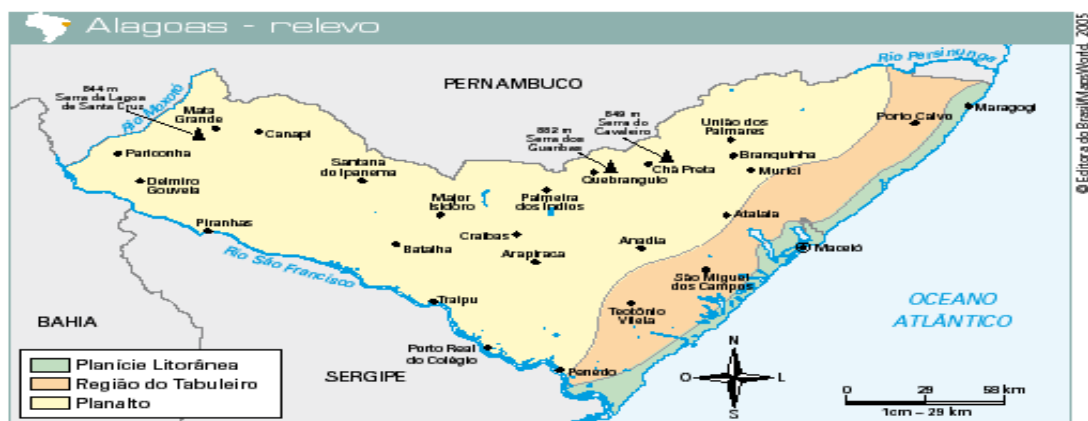 Alagoas - relevo
© Editora do Brasil/MapsWorld, 2005
Rio Persinunga
PERNAMBUCO
844 m
Serra da Lagoa
de Santa Cruz
Rio Moxotó
Mata
Grande
Canapi
Pariconha
Delmiro
Gouveia
Piranhas
Santana
do Ipanema
Major
Isidoro
Batalha
Craíbas
Arapiraca
Palmeira
dos Índios
882 m
Serra dos
Guaribas
849 m
Serra do
Cavaleiro
Quebrangulo
Chã Preta
União dos
Palmares
Branquinha
Murici
Porto Calvo
Maragogi
Atalaia
Anadia
Maceió
São Miguel
dos Campos
Teotônio
Vilela
Rio São Francisco
Traipu
Porto Real
do Colégio
Penedo
BAHIA
SERGIPE
OCEANO
ATLÂNTICO
Planície Litorânea
Região do Tabuleiro
Planalto
N
O
L
S
0 29 58 km
1cm – 29 km